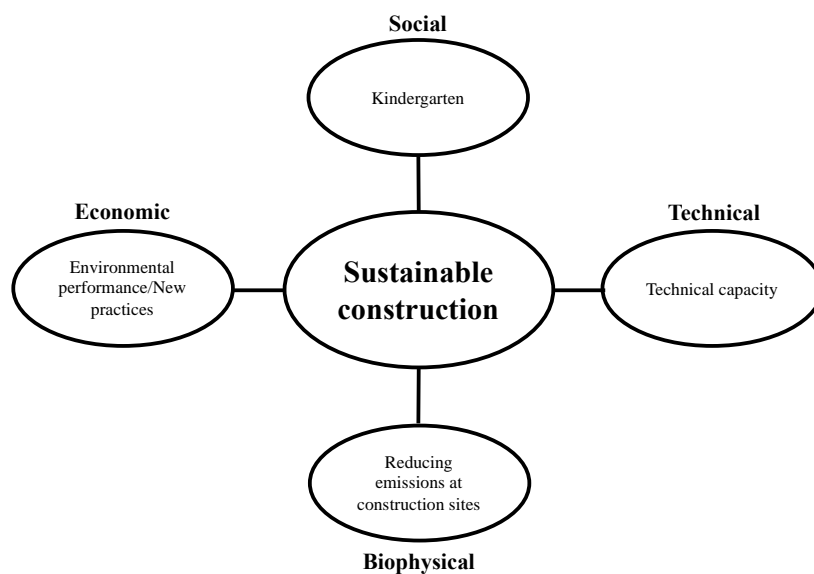 Social
Kindergarten
Economic
Technical
Environmental
performance/New
practices
Sustainable
construction
Technical capacity
Reducing
emissions at
construction sites
Biophysical